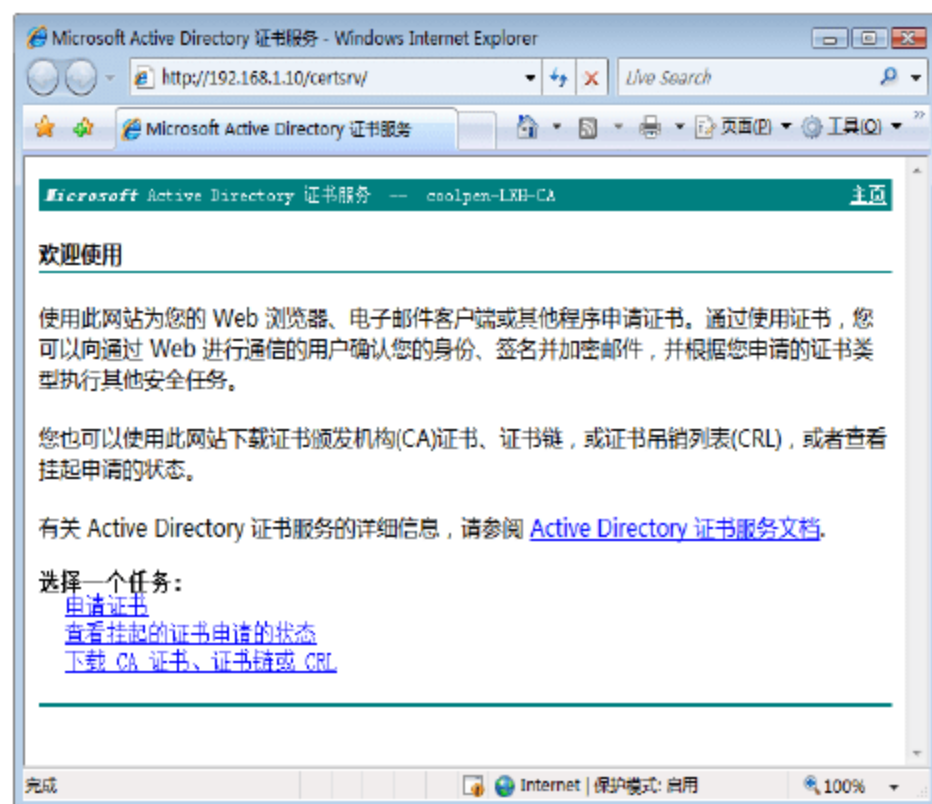 Microsoft Active Directory 证书服务 - Windows Internet Explorer
http://192.168.1.10/certsrv/ Live Search
Microsoft Active Directory 证书服务 页面(P) 工具(O) »
Microsoft Active Directory 证书服务 -- coolpen-LXH-CA 主页
欢迎使用
使用此网站为您的 Web 浏览器、电子邮件客户端或其他程序申请证书。通过使用证书，您
可以向通过 Web 进行通信的用户确认您的身份、签名并加密邮件，并根据您申请的证书类
型执行其他安全任务。
您也可以使用此网站下载证书颁发机构(CA)证书、证书链，或证书吊销列表(CRL)，或者查看
挂起申请的状态。
有关 Active Directory 证书服务的详细信息，请参阅 Active Directory 证书服务文档.
选择一个任务:
申请证书
查看挂起的证书申请的状态
下载 CA 证书、证书链或 CRL
完成 Internet | 保护模式: 启用 100%